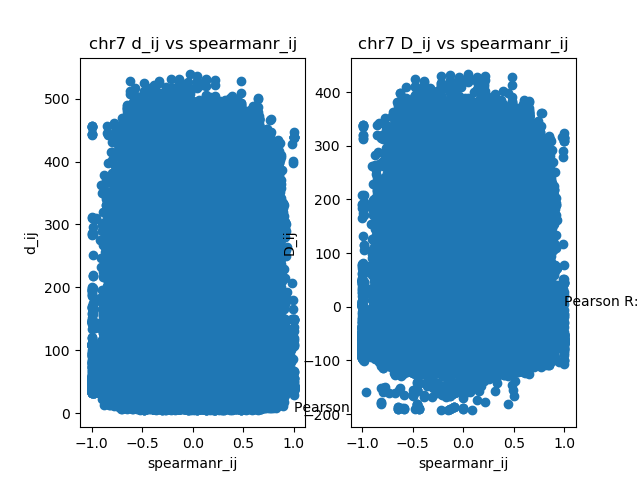 chr7 d_ij vs spearmanr_ij
500
400
300
200
100
0
d_ij
−1.0 −0.5 0.0 0.5 1.0
spearmanr_ij
Pearson
chr7 D_ij vs spearmanr_ij
400
300
200
100
0
−100
−200
D_ij
−1.0 −0.5 0.0 0.5 1.0
spearmanr_ij
Pearson R: